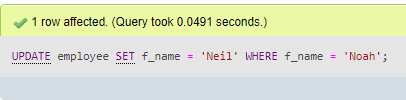 1 row affected. (Query took 0.0491 seconds.)
UPDATE employee SET f_name = 'Neil' WHERE f_name = 'Noah';